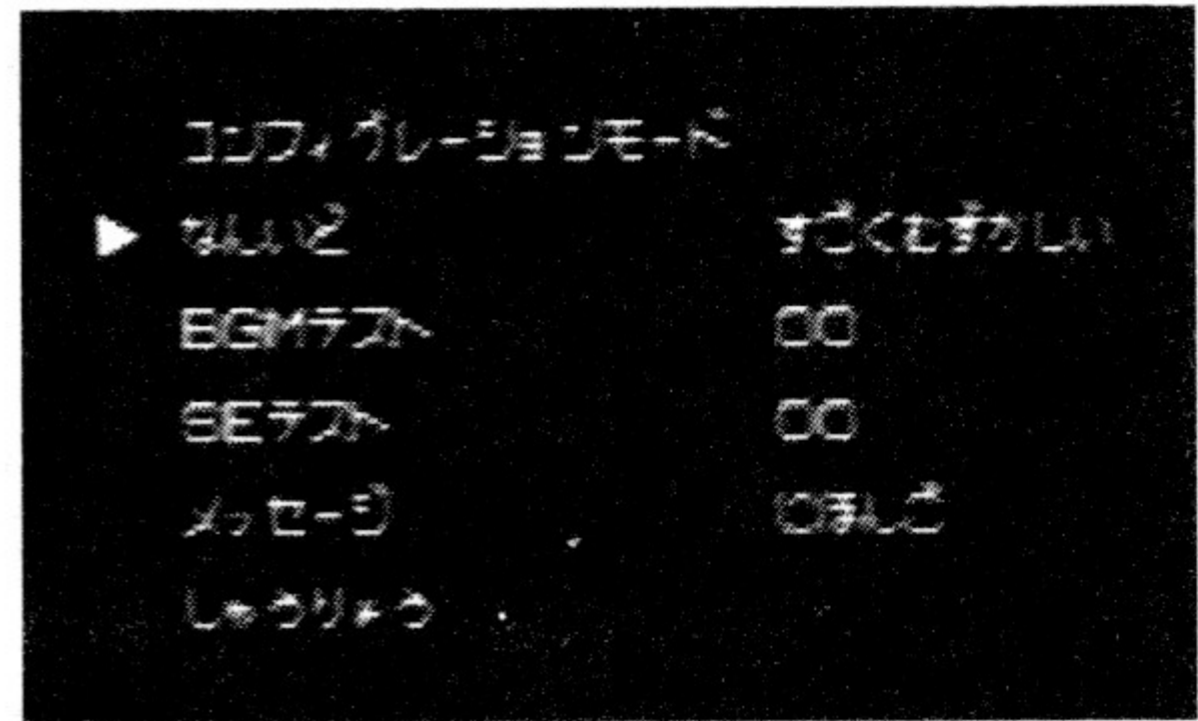 コンフィグレーションモード
▶ なんいど すごくむずかしい
BGMテスト 00
SEテスト 00
メッセージ にほんご
しゅうりょう